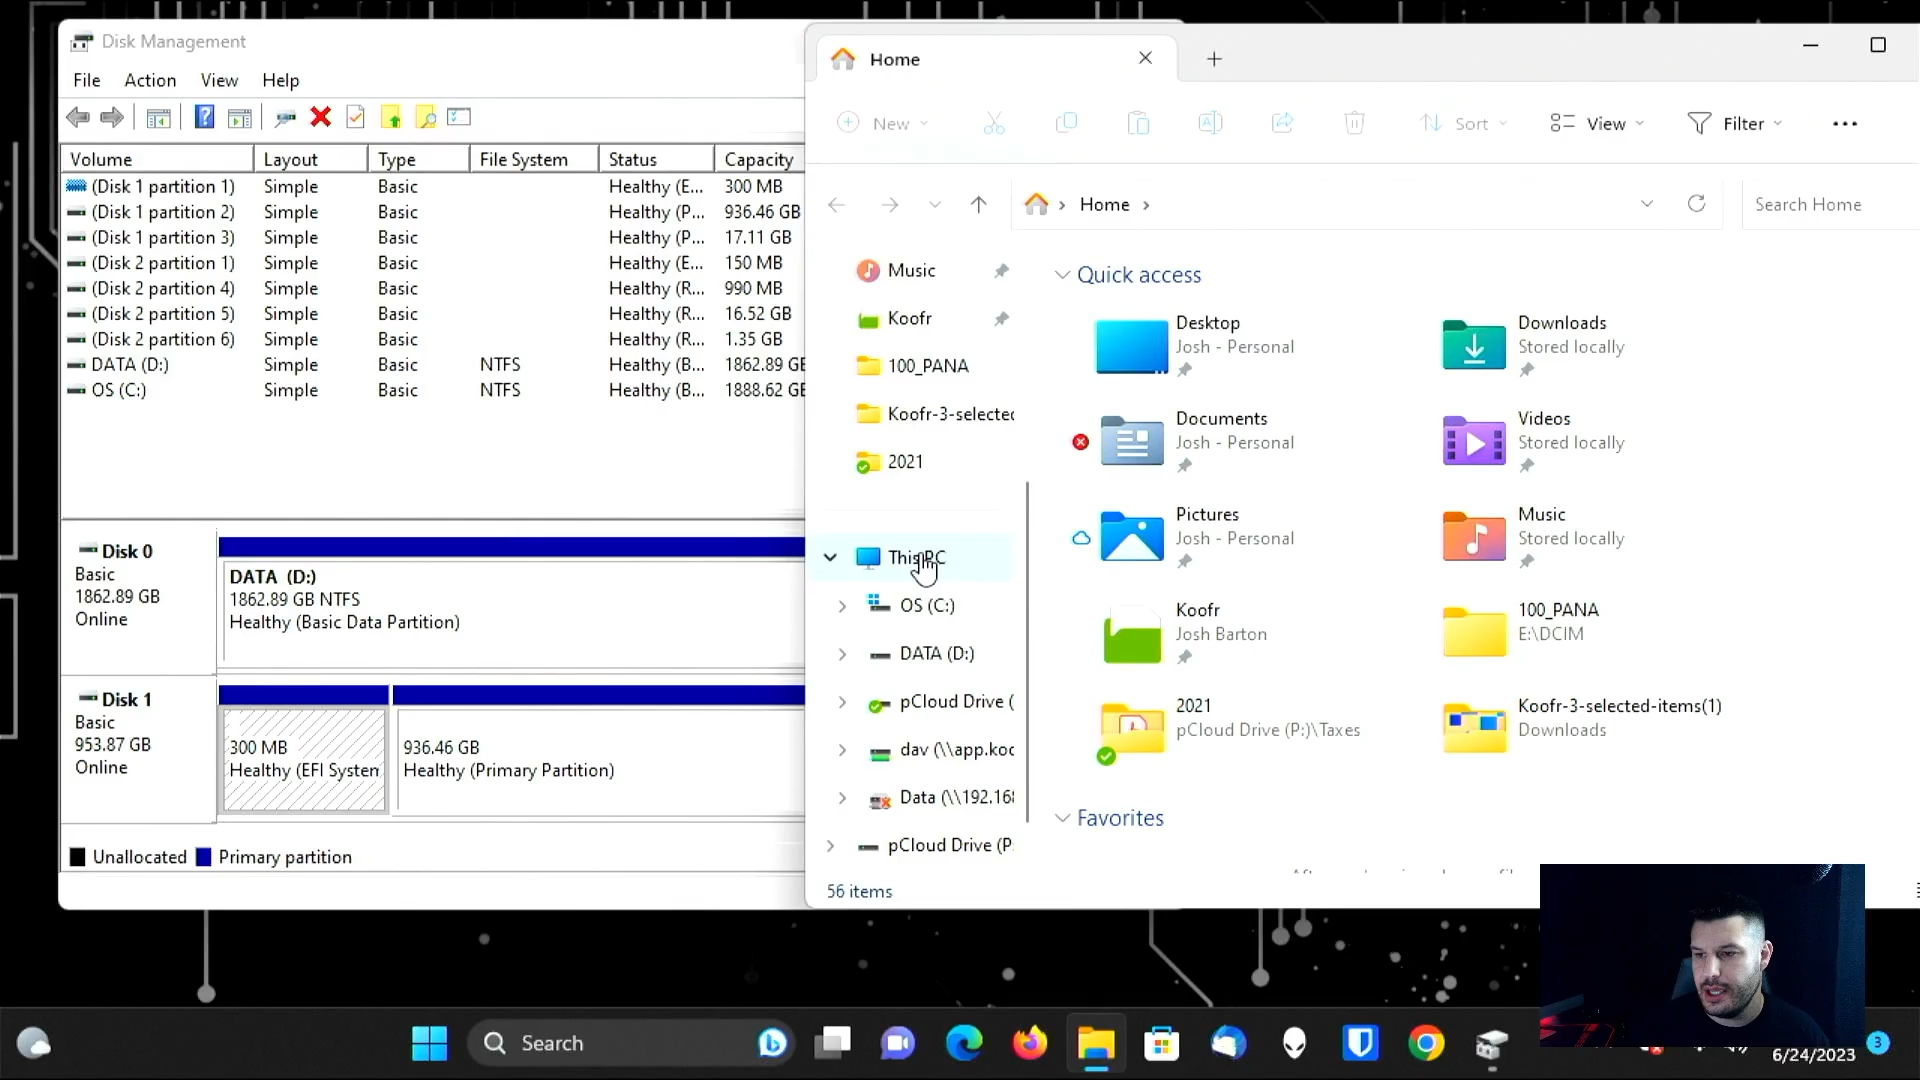 Disk Management
File Action View Help
Volume Layout Type File System Status Capacity
(Disk 1 partition 1) Simple Basic Healthy (E... 300 MB
(Disk 1 partition 2) Simple Basic Healthy (P... 936.46 GB
(Disk 1 partition 3) Simple Basic Healthy (P... 17.11 GB
(Disk 2 partition 1) Simple Basic Healthy (E... 150 MB
(Disk 2 partition 4) Simple Basic Healthy (R... 990 MB
(Disk 2 partition 5) Simple Basic Healthy (R... 16.52 GB
(Disk 2 partition 6) Simple Basic Healthy (R... 1.35 GB
DATA (D:) Simple Basic NTFS Healthy (B... 1862.89 GB
OS (C:) Simple Basic NTFS Healthy (B... 1888.62 GB
Disk 0
Basic
1862.89 GB
Online
DATA (D:)
1862.89 GB NTFS
Healthy (Basic Data Partition)
Disk 1
Basic
953.87 GB
Online
300 MB
Healthy (EFI System
936.46 GB
Healthy (Primary Partition)
Unallocated Primary partition
Home
New Sort View Filter
Home
Search Home
Music
Koofr
100_PANA
Koofr-3-selected
2021
This PC
OS (C:)
DATA (D:)
pCloud Drive (
dav (\\app.koo
Data (\\192.168
pCloud Drive (P:
56 items
Quick access
Desktop
Josh - Personal
Downloads
Stored locally
Documents
Josh - Personal
Videos
Stored locally
Pictures
Josh - Personal
Music
Stored locally
Koofr
Josh Barton
100_PANA
E:\DCIM
2021
pCloud Drive (P:)\Taxes
Koofr-3-selected-items(1)
Downloads
Favorites
Search
6/24/2023
3